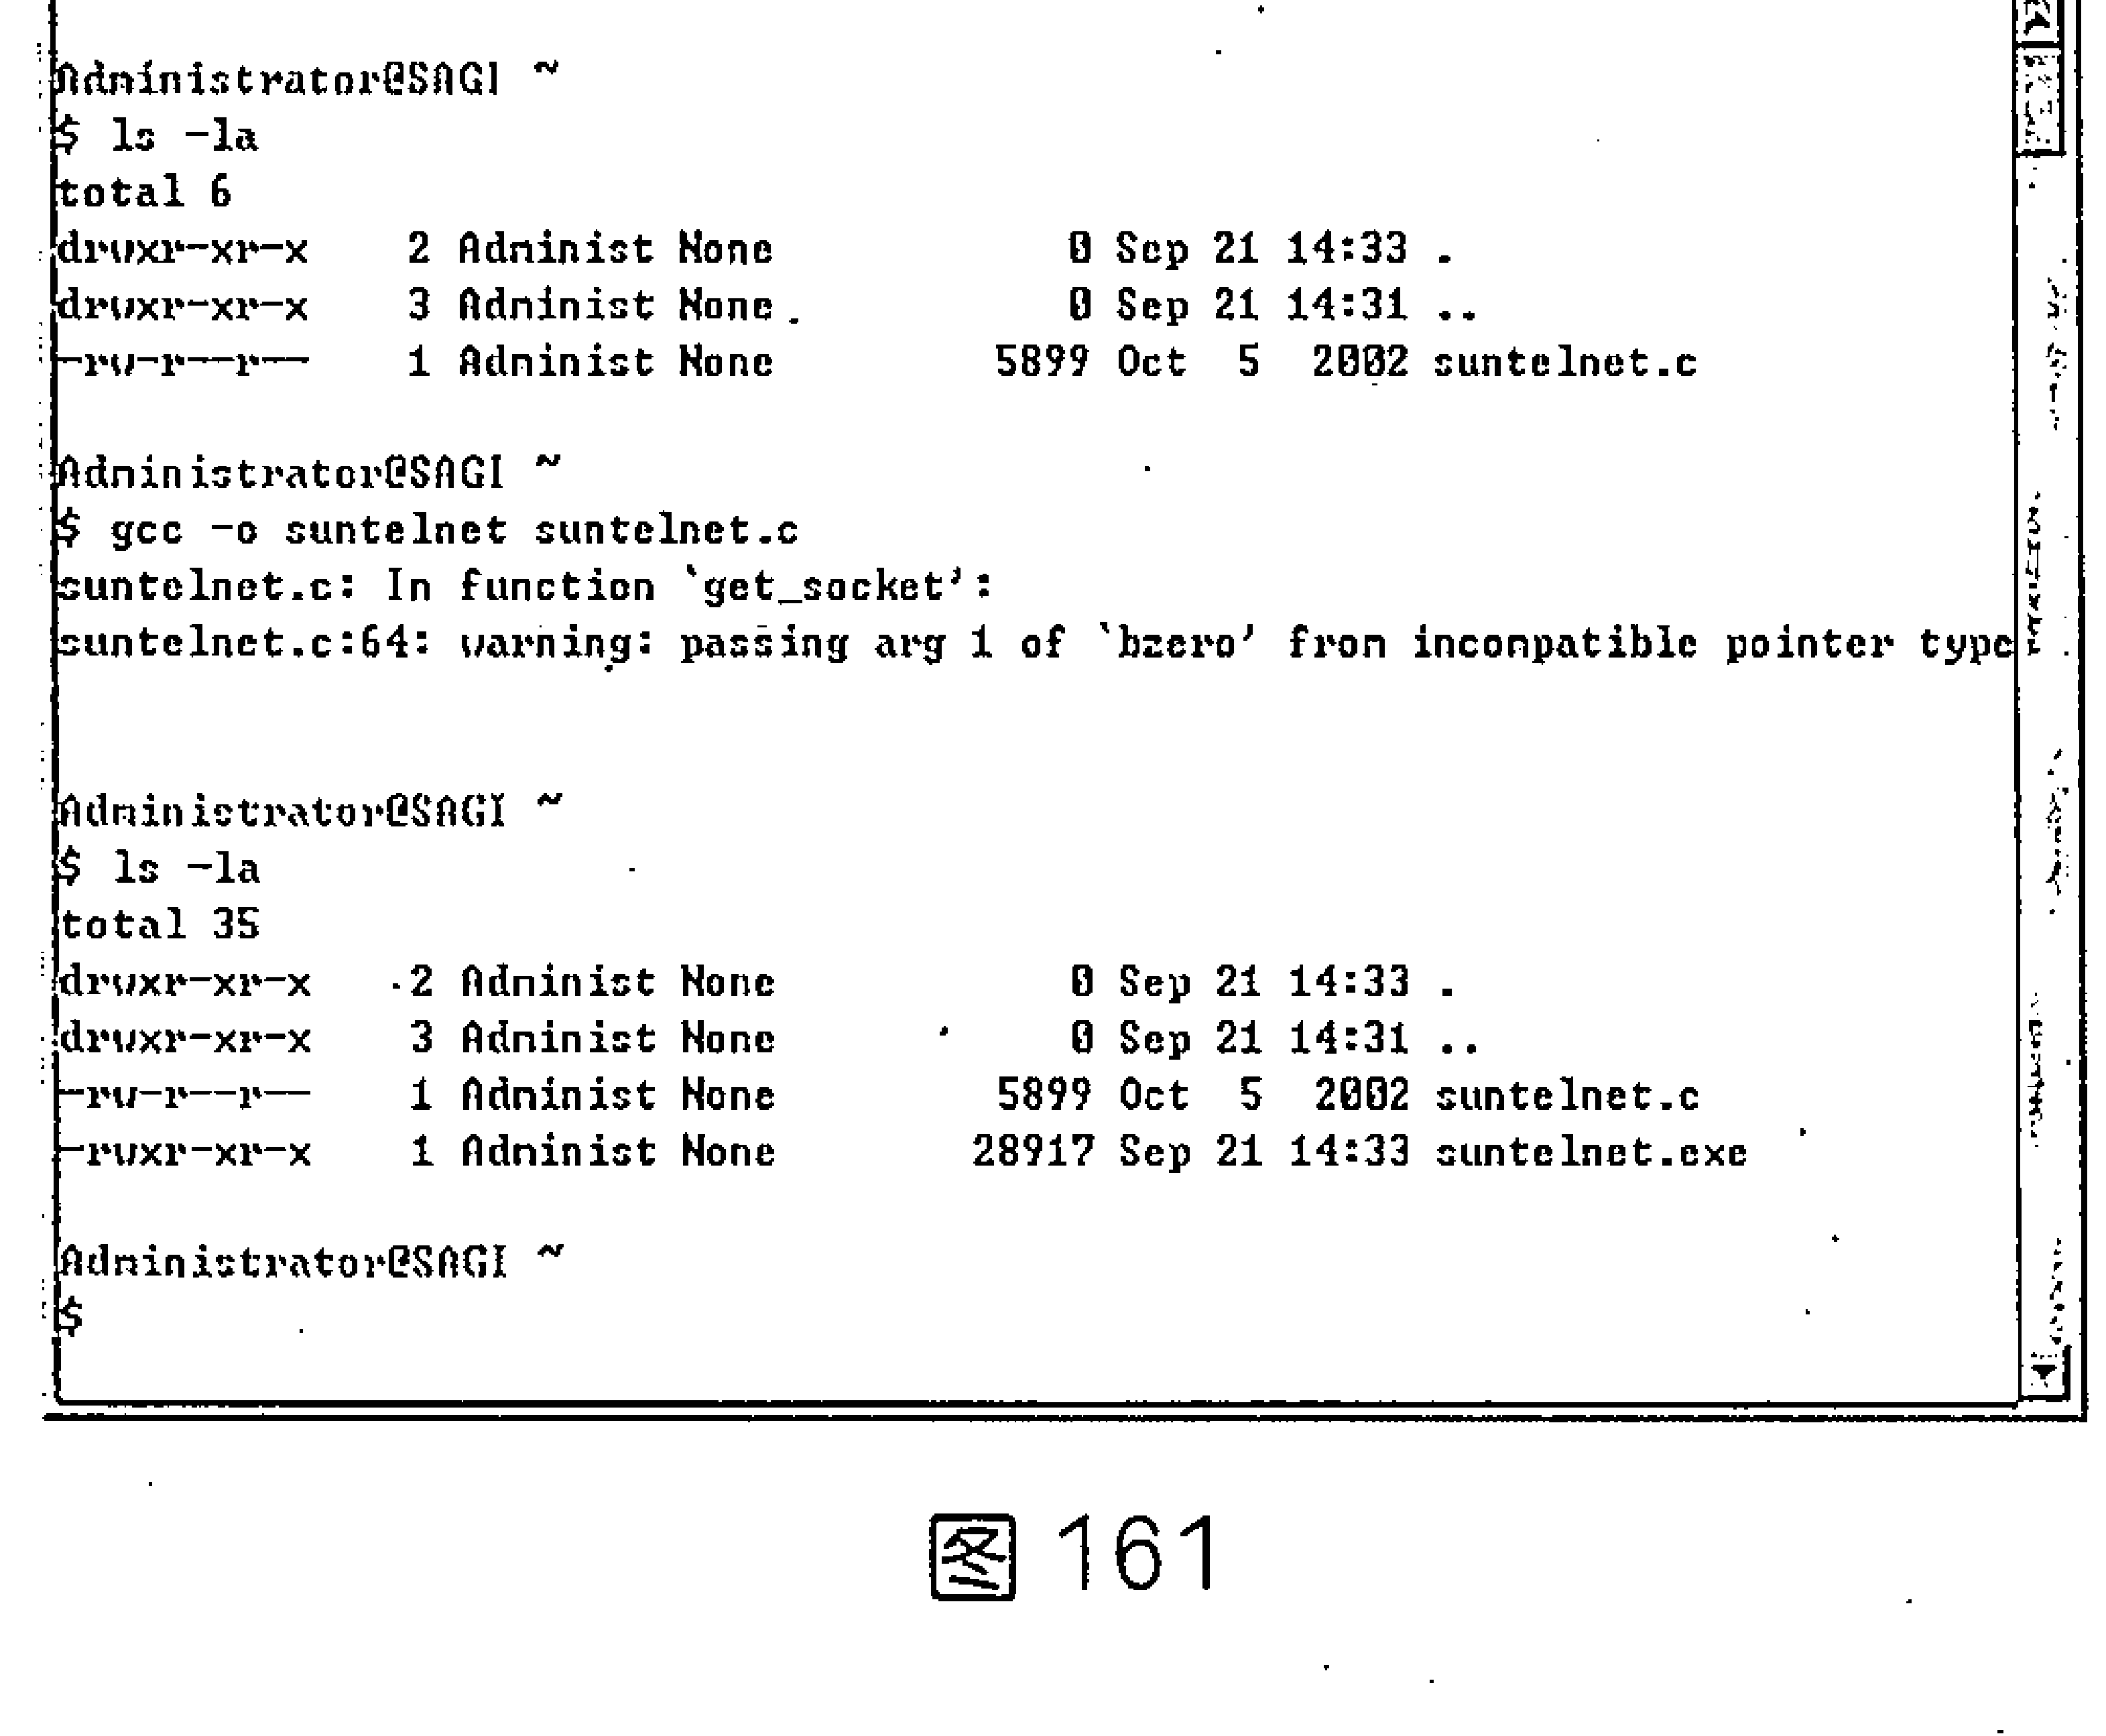 Administrator@SAGI ~
$ ls -la
total 6
drwxr-xr-x    2 Administ None            0 Sep 21 14:33 .
drwxr-xr-x    3 Administ None            0 Sep 21 14:31 ..
-rw-r--r--    1 Administ None         5899 Oct  5  2002 suntelnet.c
Administrator@SAGI ~
$ gcc -o suntelnet suntelnet.c
suntelnet.c: In function `get_socket':
suntelnet.c:64: warning: passing arg 1 of `bzero' from incompatible pointer type
Administrator@SAGI ~
$ ls -la
total 35
drwxr-xr-x    2 Administ None            0 Sep 21 14:33 .
drwxr-xr-x    3 Administ None            0 Sep 21 14:31 ..
-rw-r--r--    1 Administ None         5899 Oct  5  2002 suntelnet.c
-rwxr-xr-x    1 Administ None        28917 Sep 21 14:33 suntelnet.exe
Administrator@SAGI ~
$
图 161